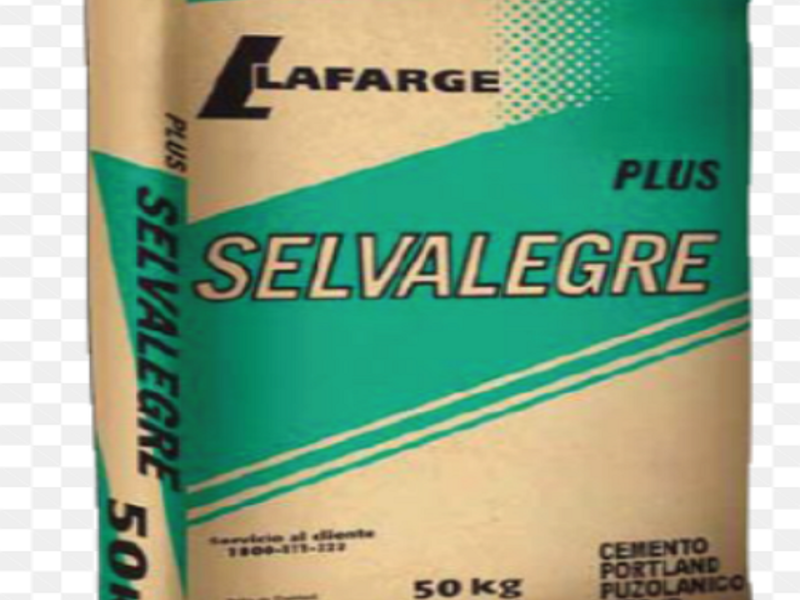 LAFARGE
PLUS
SELVALEGRE
Servicio al cliente
50 kg
CEMENTO
PORTLAND
PUZOLANICO
PLUS
SELVALEGRE
50